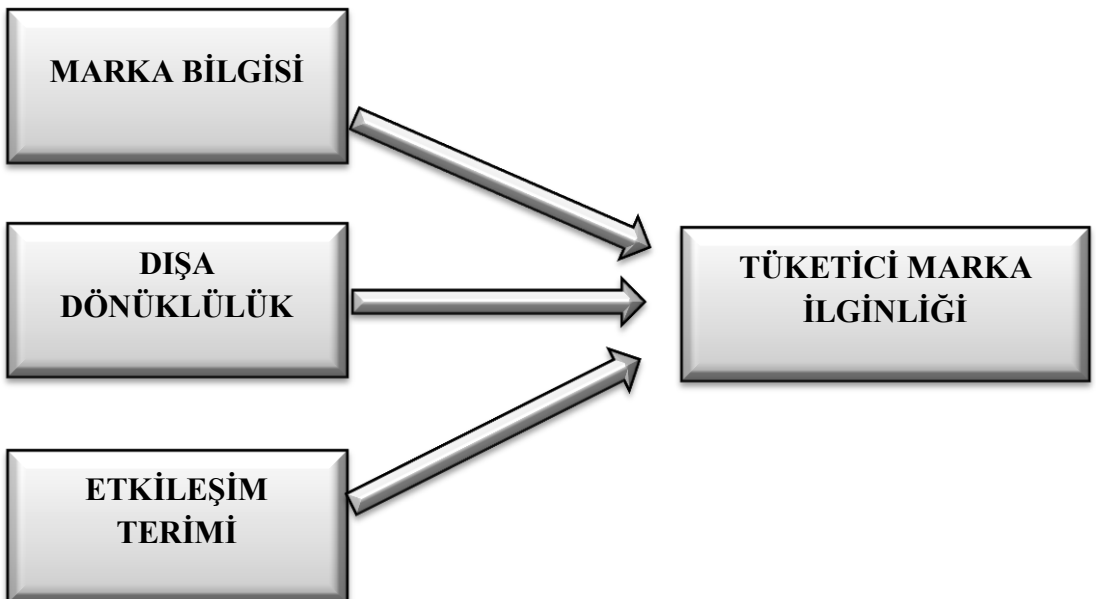 MARKA BİLGİSİ
DIŞA
DÖNÜKLÜLÜK
ETKİLEŞİM
TERİMİ
TÜKETİCİ MARKA
İLGİNLİĞİ